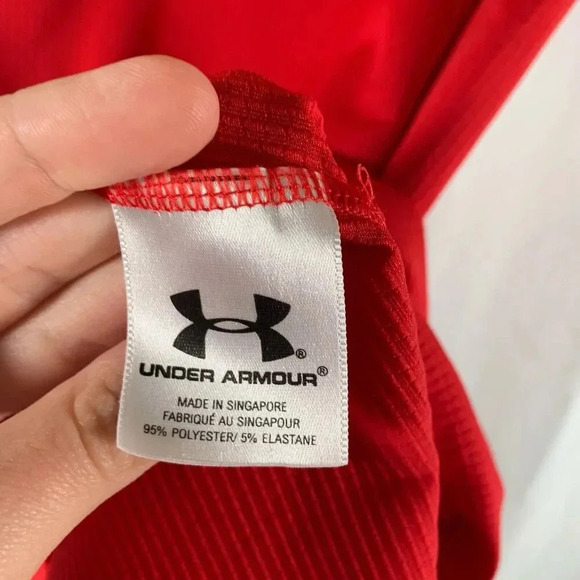 UNDER ARMOUR®
MADE IN SINGAPORE
FABRIQUÉ AU SINGAPOUR
95% POLYESTER/ 5% ELASTANE